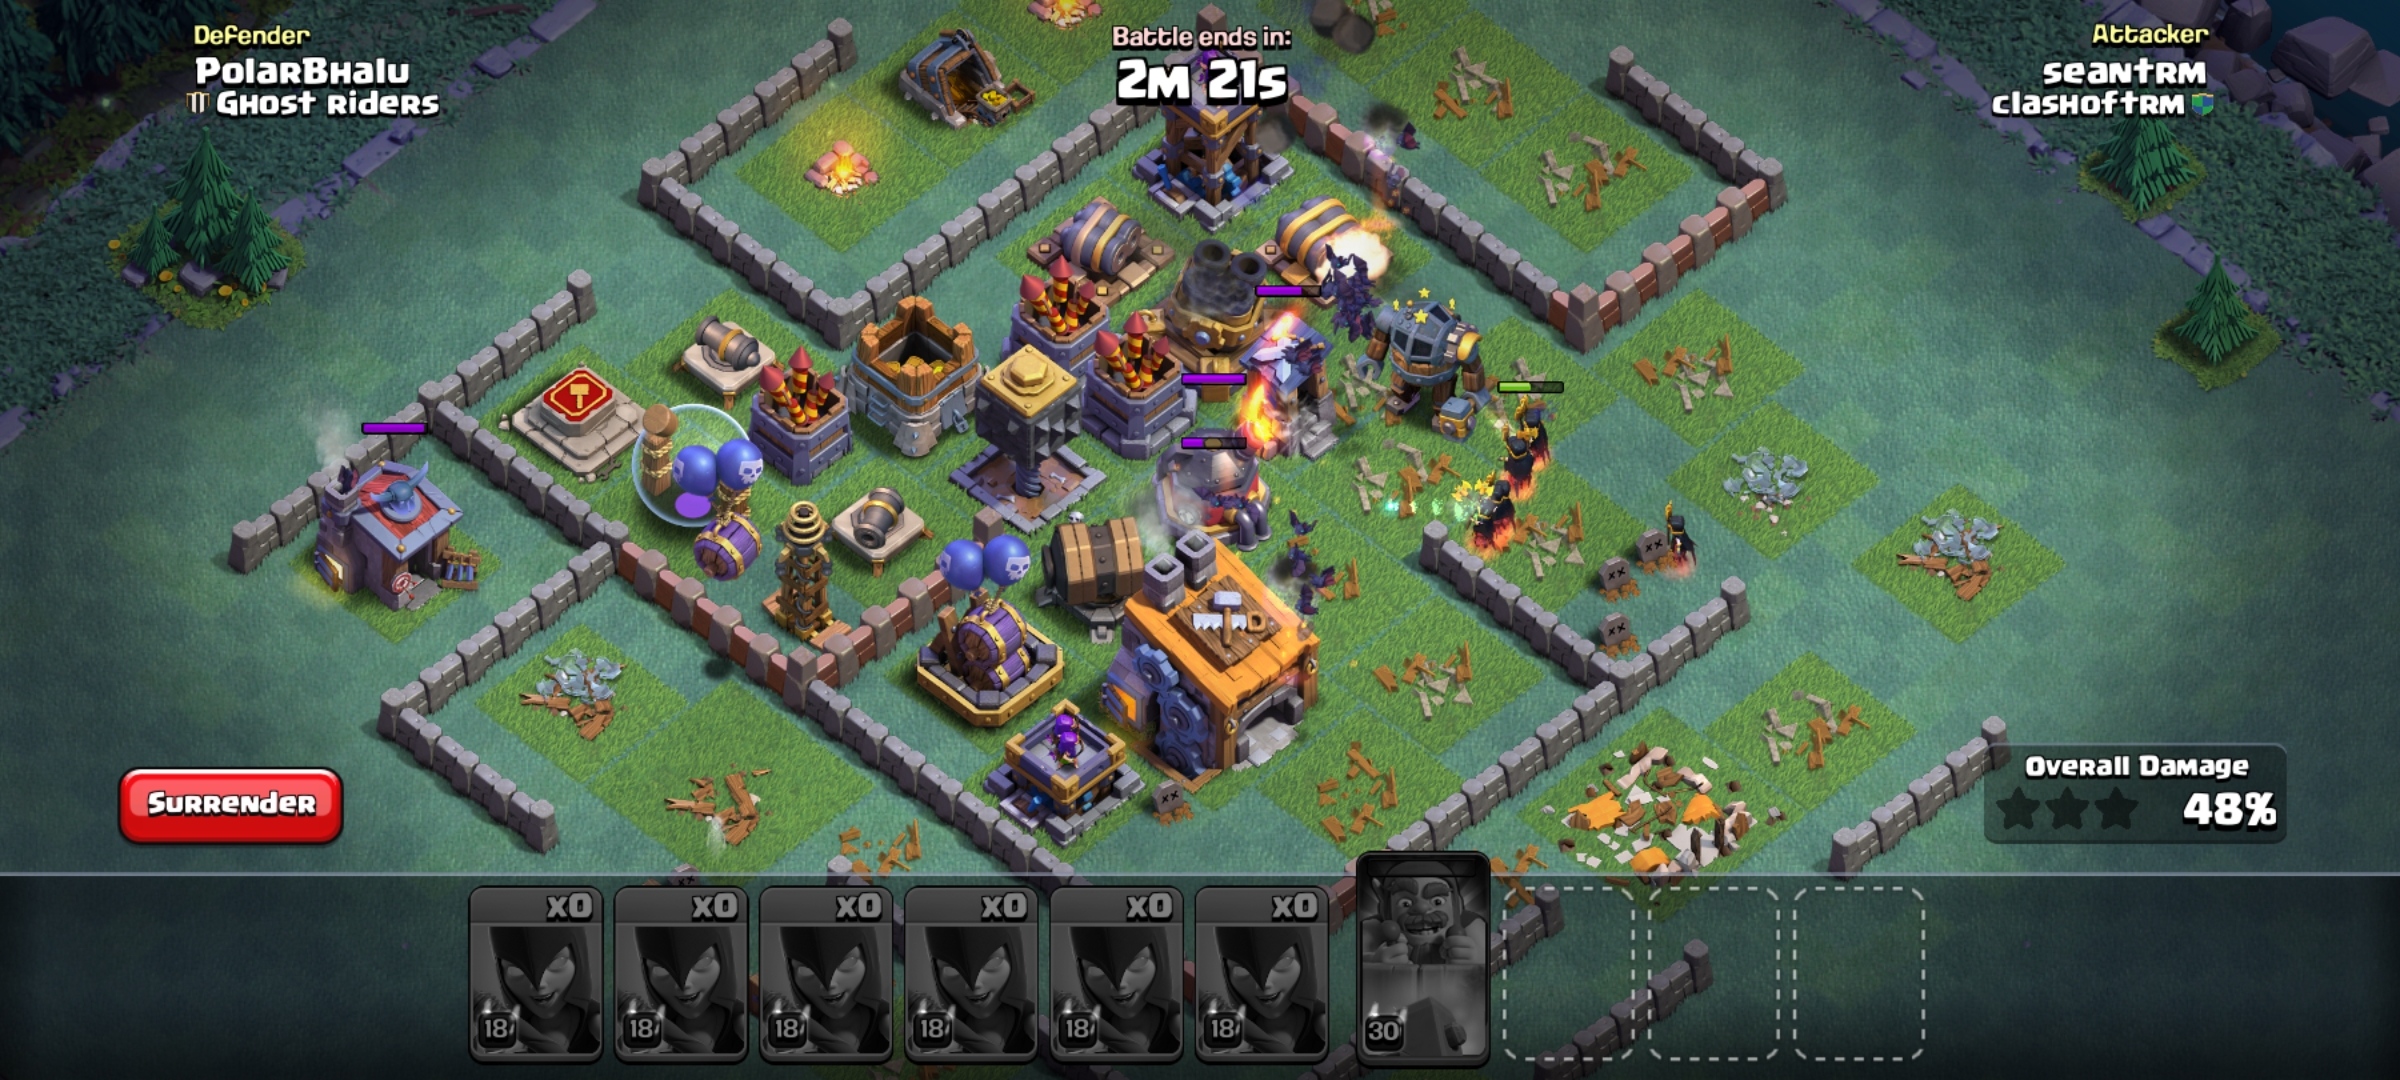 Defender
PolarBhalu
Ghost riders
Battle ends in:
2m 21s
Attacker
seantrm
clashoftrm
Surrender
Overall Damage
48%
x0
x0
x0
x0
x0
x0
18
18
18
18
18
18
30